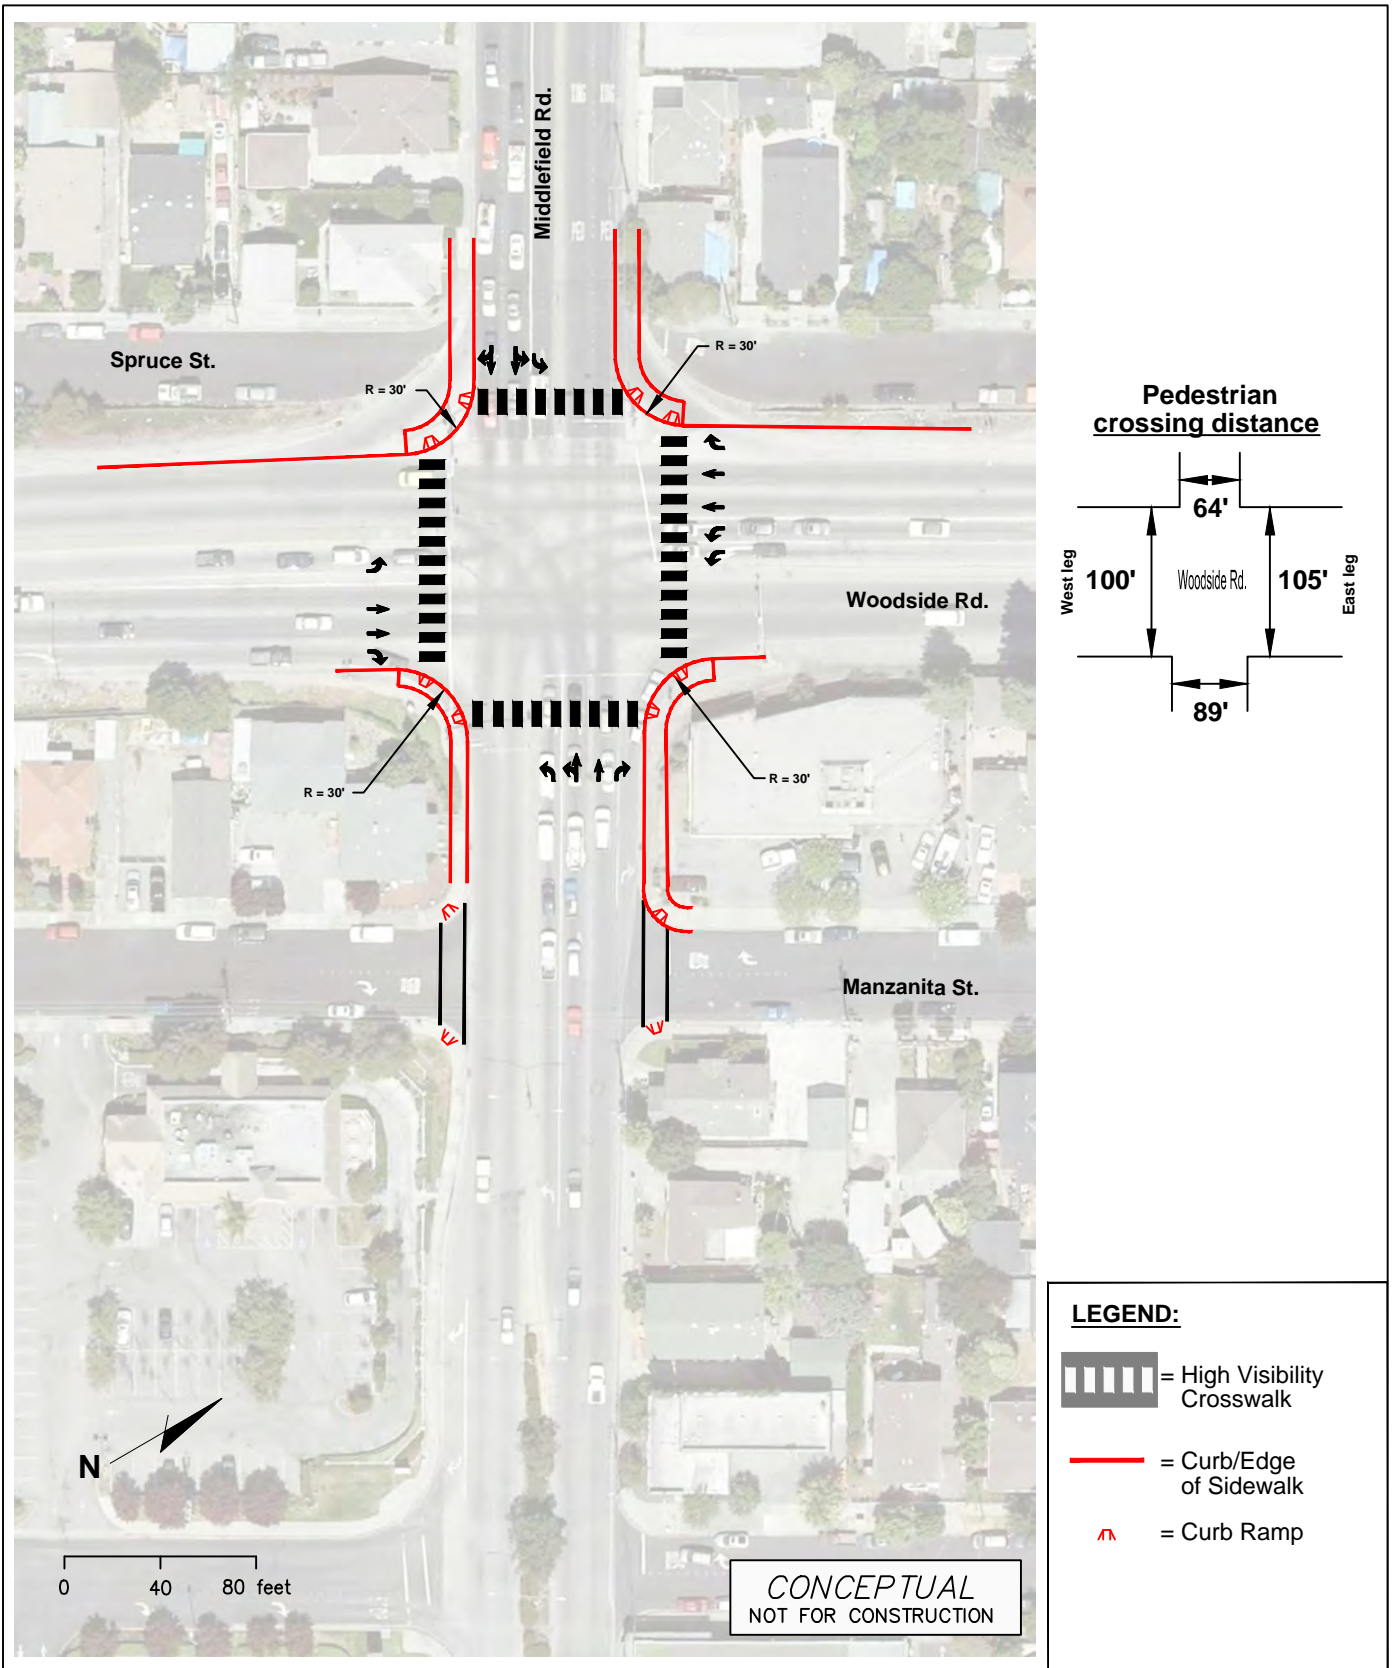 Middlefield Rd.
Spruce St.
R = 30'
R = 30'
Pedestrian
crossing distance
64'
West leg
100'
Woodside Rd.
105'
East leg
89'
Woodside Rd.
R = 30'
R = 30'
Manzanita St.
N
0 40 80 feet
CONCEPTUAL
NOT FOR CONSTRUCTION
LEGEND:
= High Visibility
Crosswalk
= Curb/Edge
of Sidewalk
= Curb Ramp